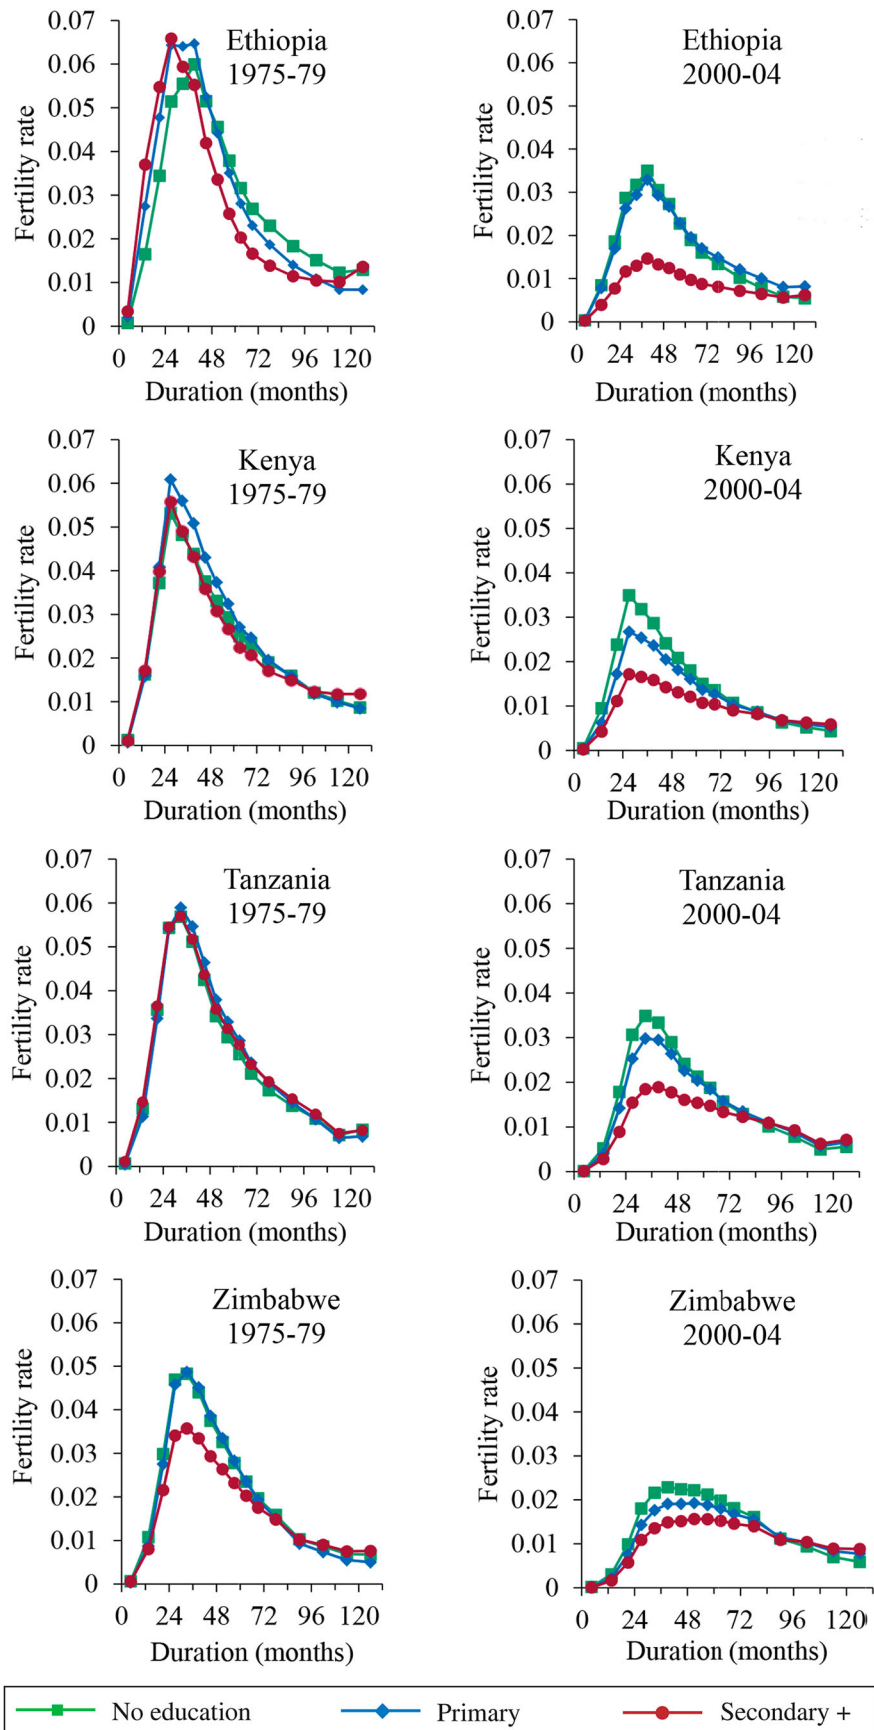 Ethiopia
1975-79
Fertility rate
0.07
0.06
0.05
0.04
0.03
0.02
0.01
0
0 24 48 72 96 120
Duration (months)
Ethiopia
2000-04
Fertility rate
0.07
0.06
0.05
0.04
0.03
0.02
0.01
0
0 24 48 72 96 120
Duration (months)
Kenya
1975-79
Fertility rate
0.07
0.06
0.05
0.04
0.03
0.02
0.01
0
0 24 48 72 96 120
Duration (months)
Kenya
2000-04
Fertility rate
0.07
0.06
0.05
0.04
0.03
0.02
0.01
0
0 24 48 72 96 120
Duration (months)
Tanzania
1975-79
Fertility rate
0.07
0.06
0.05
0.04
0.03
0.02
0.01
0
0 24 48 72 96 120
Duration (months)
Tanzania
2000-04
Fertility rate
0.07
0.06
0.05
0.04
0.03
0.02
0.01
0
0 24 48 72 96 120
Duration (months)
Zimbabwe
1975-79
Fertility rate
0.07
0.06
0.05
0.04
0.03
0.02
0.01
0
0 24 48 72 96 120
Duration (months)
Zimbabwe
2000-04
Fertility rate
0.07
0.06
0.05
0.04
0.03
0.02
0.01
0
0 24 48 72 96 120
Duration (months)
No education Primary Secondary +